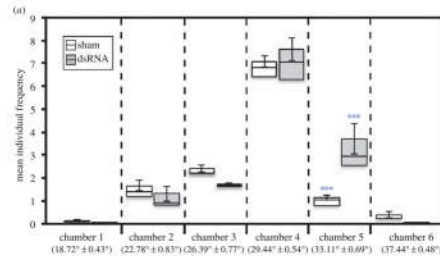 (a)
9
8
7
6
5
4
3
2
1
0
mean individual frequency
sham
dsRNA
***
***
chamber 1 chamber 2 chamber 3 chamber 4 chamber 5 chamber 6
(18.72° ± 0.43°) (22.78° ± 0.83°) (26.39° ± 0.77°) (29.44° ± 0.54°) (33.11° ± 0.69°) (37.44° ± 0.48°)